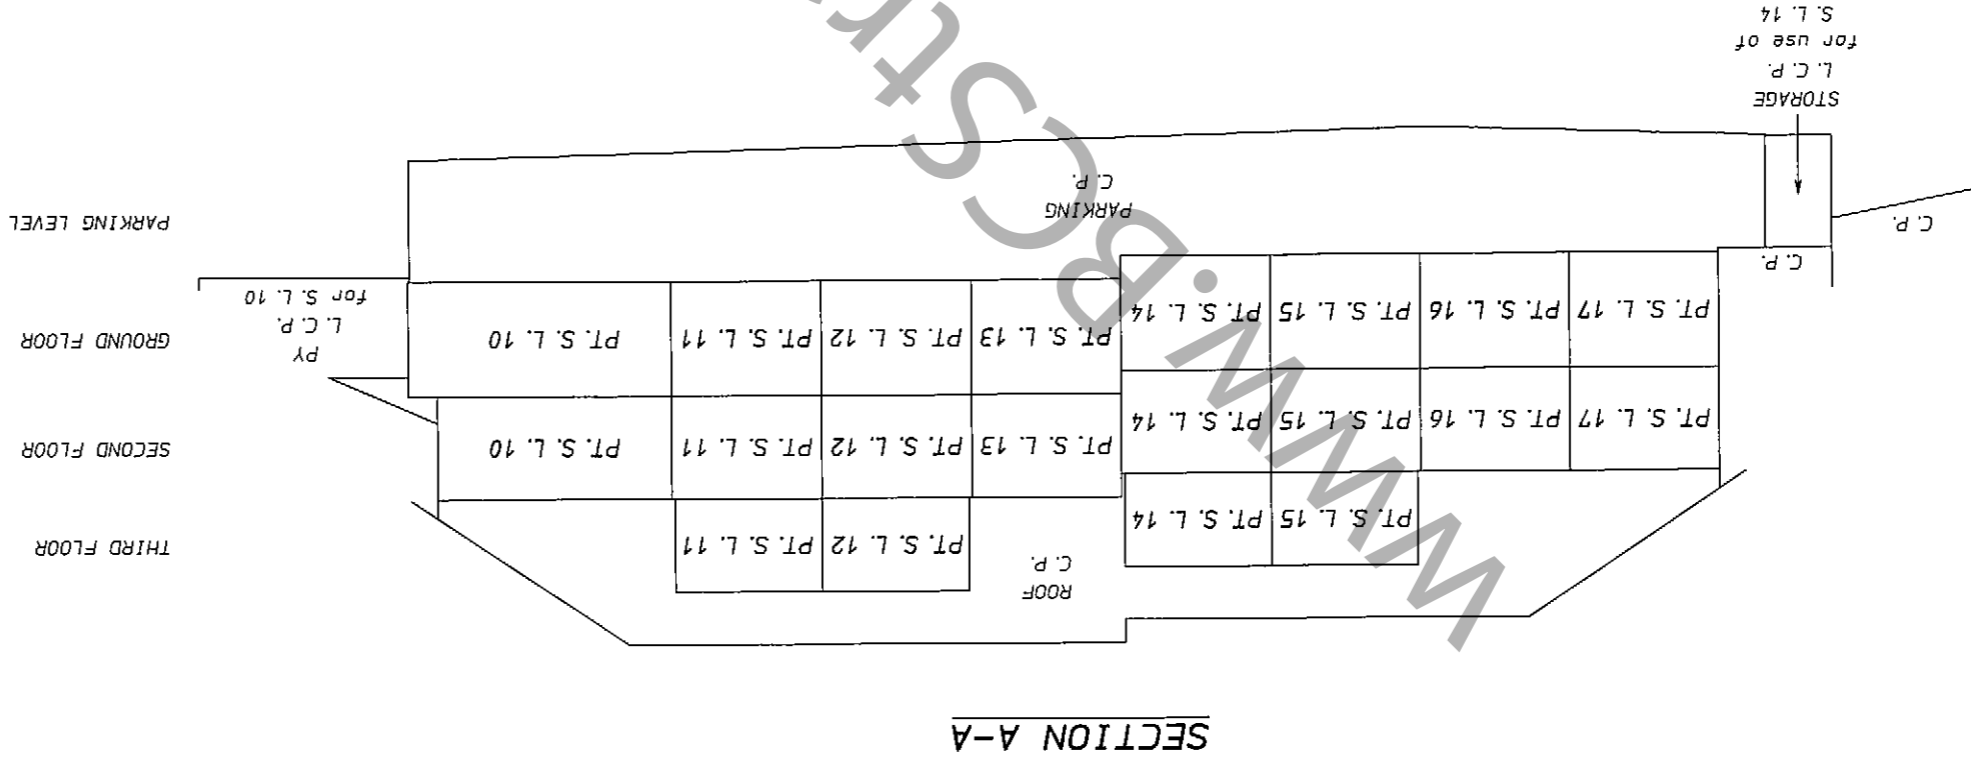 SECTION A-A
ROOF
C. P.
PT. S. L. 15 PT. S. L. 14 PT. S. L. 12 PT. S. L. 11 THIRD FLOOR
PT. S. L. 17 PT. S. L. 16 PT. S. L. 15 PT. S. L. 14 PT. S. L. 13 PT. S. L. 12 PT. S. L. 11 PT. S. L. 10 SECOND FLOOR
PT. S. L. 17 PT. S. L. 16 PT. S. L. 15 PT. S. L. 14 PT. S. L. 13 PT. S. L. 12 PT. S. L. 11 PT. S. L. 10 GROUND FLOOR
PY
L. C. P.
for S. L. 10
C. P.
C. P.
PARKING
C. P.
PARKING LEVEL
STORAGE
L. C. P.
for use of
S. L. 14
www.BCStr